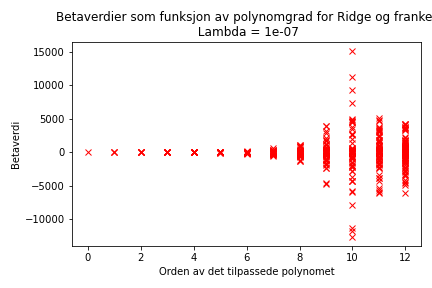 Betaverdier som funksjon av polynomgrad for Ridge og franke
Lambda = 1e-07
15000
10000
5000
0
−5000
−10000
Betaverdi
0 2 4 6 8 10 12
Orden av det tilpassede polynomet